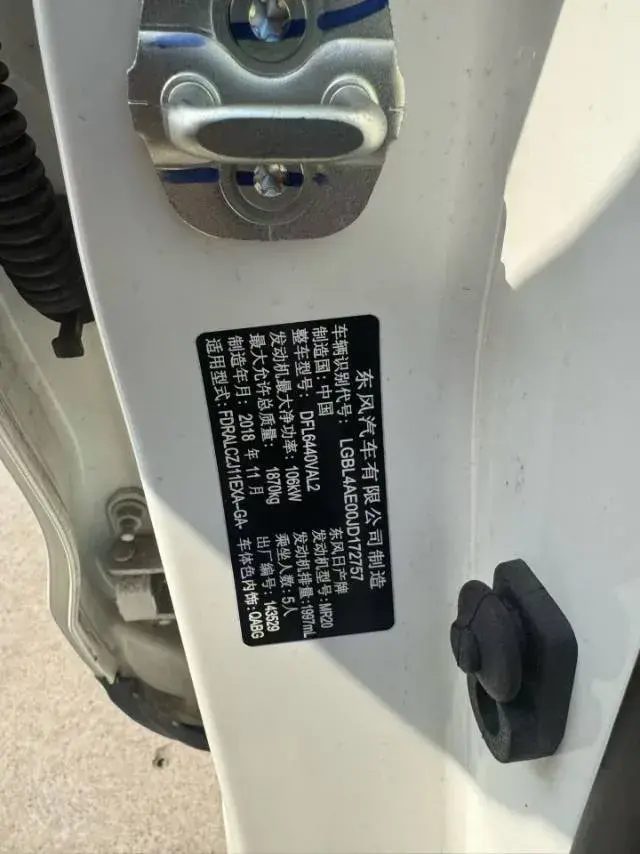 东风汽车有限公司制造
车辆识别代号: LGBL4AE00JD172757
制造国: 中国 东风日产牌
整车型号: DFL6440VAL2 发动机型号: MR20
发动机最大净功率: 106kW 发动机排量: 1997mL
最大允许总质量: 1870kg 乘坐人数: 5人
制造年月: 2018 年 11 月 出厂编号: 143529
适用型式: FDRALCZJ11EXA-GA- 车体色内饰: QABG